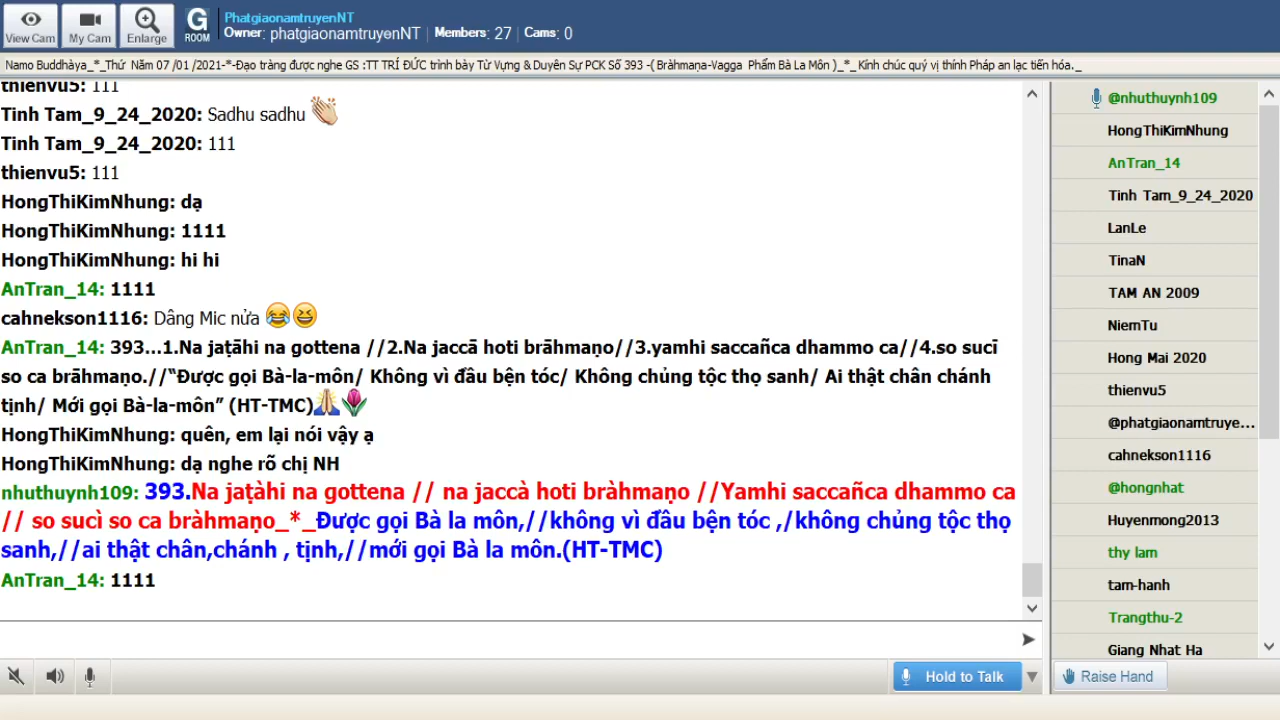 View Cam
My Cam
Enlarge
G
ROOM
PhatgiaonamtruyenNT
Owner: phatgiaonamtruyenNT | Members: 27 | Cams: 0
Namo Buddhàya_*_Thứ Năm 07 /01 /2021-*-Đạo tràng được nghe GS :TT TRÍ ĐỨC trình bày Từ Vựng & Duyên Sự PCK Số 393 -( Bràhmaṇa-Vagga Phẩm Bà La Môn )_*_ Kính chúc quý vị thính Pháp an lạc tiến hóa._
thienvu5: 111
Tinh Tam_9_24_2020: Sadhu sadhu 👏
Tinh Tam_9_24_2020: 111
thienvu5: 111
HongThiKimNhung: dạ
HongThiKimNhung: 1111
HongThiKimNhung: hi hi
AnTran_14: 1111
cahnekson1116: Dâng Mic nửa 😂😆
AnTran_14: 393...1.Na jaṭāhi na gottena //2.Na jaccā hoti brāhmaṇo//3.yamhi saccañca dhammo ca//4.so sucī
so ca brāhmaṇo.//“Được gọi Bà-la-môn/ Không vì đầu bện tóc/ Không chủng tộc thọ sanh/ Ai thật chân chánh
tịnh/ Mới gọi Bà-la-môn” (HT-TMC)🙏🌷
HongThiKimNhung: quên, em lại nói vậy ạ
HongThiKimNhung: dạ nghe rõ chị NH
nhuthuynh109: 393.Na jaṭàhi na gottena // na jaccà hoti bràhmaṇo //Yamhi saccañca dhammo ca
// so sucì so ca bràhmaṇo_*_Được gọi Bà la môn,//không vì đầu bện tóc ,/không chủng tộc thọ
sanh,//ai thật chân,chánh , tịnh,//mới gọi Bà la môn.(HT-TMC)
AnTran_14: 1111
Hold to Talk
@nhuthuynh109
HongThiKimNhung
AnTran_14
Tinh Tam_9_24_2020
LanLe
TinaN
TAM AN 2009
NiemTu
Hong Mai 2020
thienvu5
@phatgiaonamtruye...
cahnekson1116
@hongnhat
Huyenmong2013
thy lam
tam-hanh
Trangthu-2
Giang Nhat Ha
Raise Hand